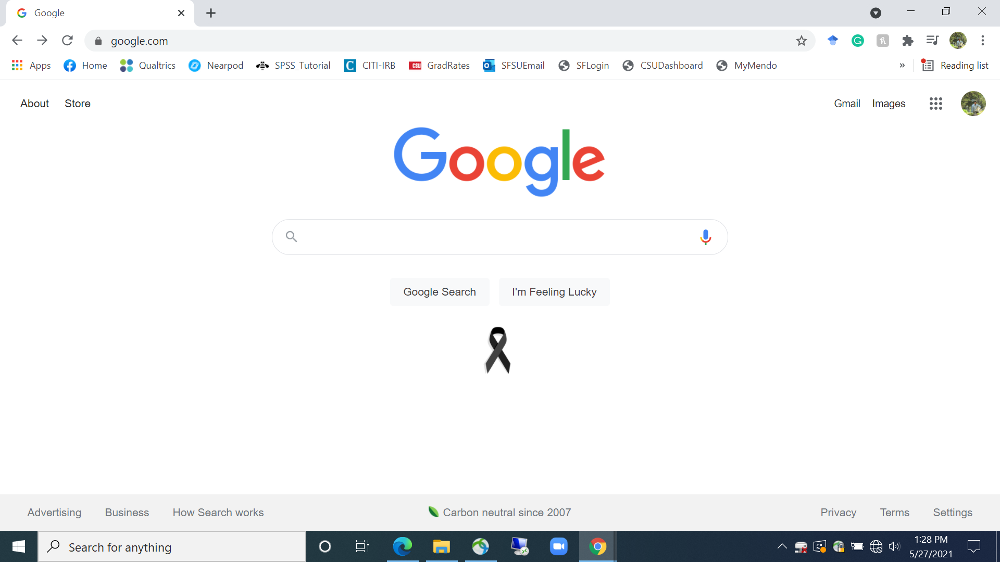 Google
google.com
Apps Home Qualtrics Nearpod SPSS_Tutorial C CITI-IRB CSU GradRates SFSUEmail SFLogin CSUDashboard MyMendo » Reading list
About Store Gmail Images
Google
Google Search I'm Feeling Lucky
Advertising Business How Search works Carbon neutral since 2007 Privacy Terms Settings
Search for anything
1:28 PM
5/27/2021